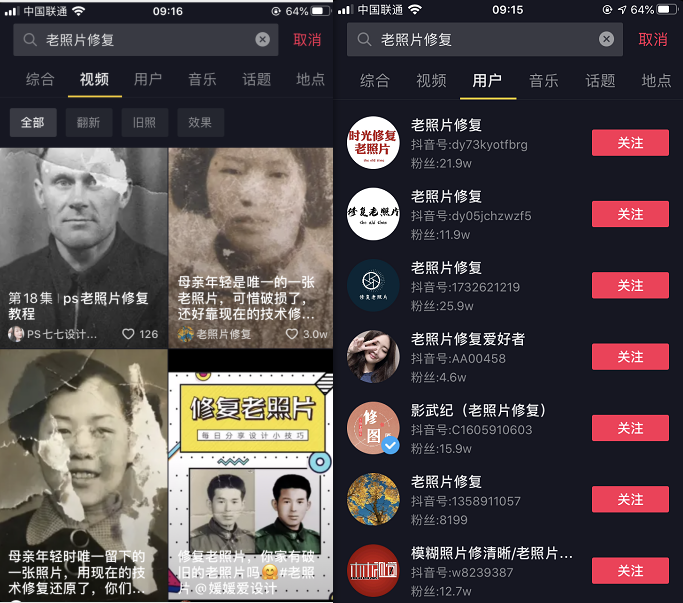 中国联通
09:16
64%
老照片修复
取消
综合
视频
用户
音乐
话题
地点
全部
翻新
旧照
效果
第18集 | ps老照片修复
教程
PS七七设计...
126
母亲年轻是唯一的一张
老照片，可惜破损了，
还好靠现在的技术修...
老照片修复
3.0w
母亲年轻时唯一留下的
一张照片，用现在的技
术修复还原了，你们...
修复老照片
每日分享设计小技巧
修复老照片，你家有破
旧的老照片吗🤗#老照
片 @媛媛爱设计
中国联通
09:15
64%
老照片修复
取消
综合
视频
用户
音乐
话题
地点
时光修复
老照片
the old time
老照片修复
抖音号:dy73kyotfbrg
粉丝:21.9w
关注
修复老照片
the old time
老照片修复
抖音号:dy05jchzwzf5
粉丝:11.9w
关注
修复老照片
老照片修复
抖音号:1732621219
粉丝:25.9w
关注
老照片修复爱好者
抖音号:AA00458
粉丝:4.6w
关注
修
图
影武纪（老照片修复）
抖音号:C1605910603
粉丝:15.9w
关注
老照片修复
抖音号:1358911057
粉丝:8199
关注
模糊照片修清晰/老照片...
抖音号:w8239387
粉丝:12.7w
关注